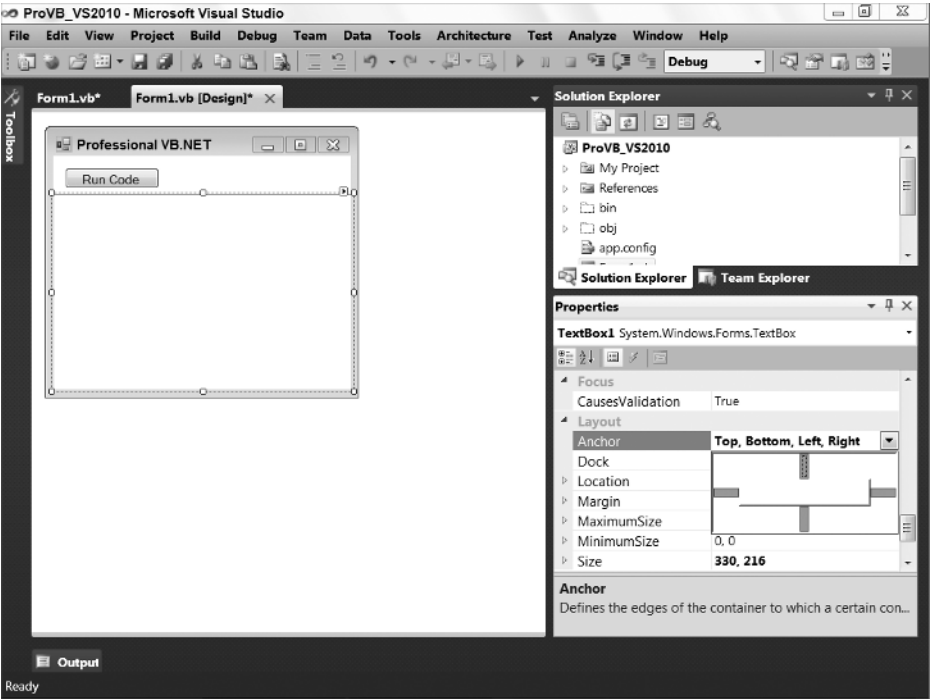 ProVB_VS2010 - Microsoft Visual Studio
File Edit View Project Build Debug Team Data Tools Architecture Test Analyze Window Help
Debug
Toolbox
Form1.vb* Form1.vb [Design]*
Professional VB.NET
Run Code
Solution Explorer
ProVB_VS2010
My Project
References
bin
obj
app.config
Solution Explorer Team Explorer
Properties
TextBox1 System.Windows.Forms.TextBox
Focus
CausesValidation True
Layout
Anchor Top, Bottom, Left, Right
Dock
Location
Margin
MaximumSize
MinimumSize 0, 0
Size 330, 216
Anchor
Defines the edges of the container to which a certain con...
Output
Ready